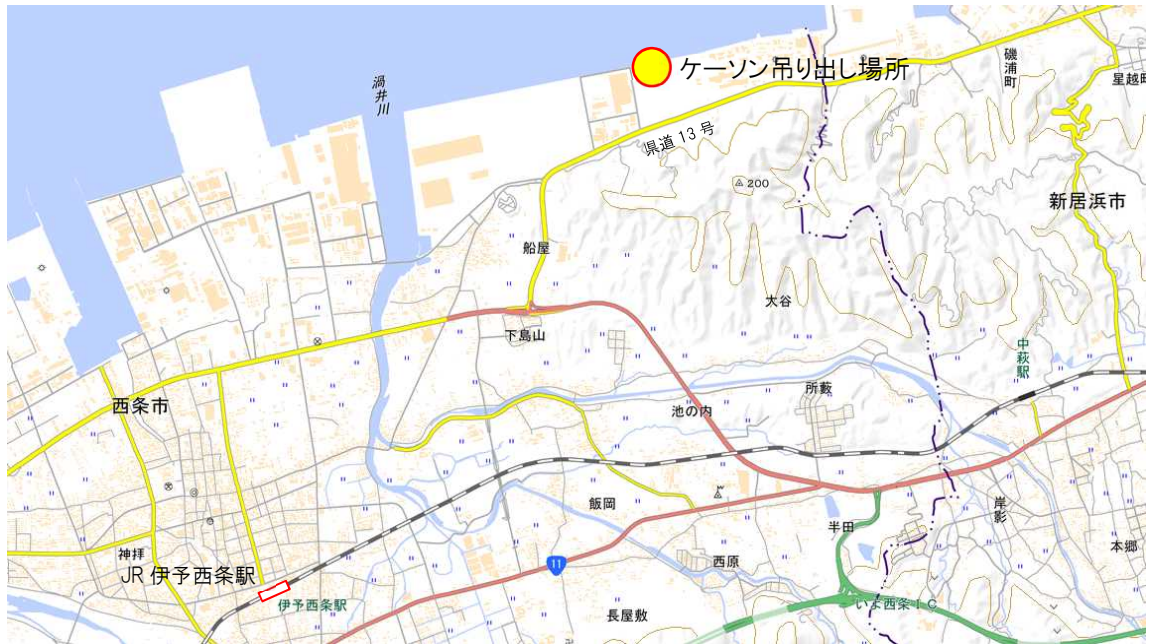 ケーソン吊り出し場所
磯浦町
星越町
渦井川
県道13号
200
新居浜市
船屋
大谷
下島山
中萩駅
所藪
西条市
池の内
飯岡
岸影
半田
本郷
神拝
西原
JR 伊予西条駅
11
伊予西条駅
いよ西条IC
長屋敷